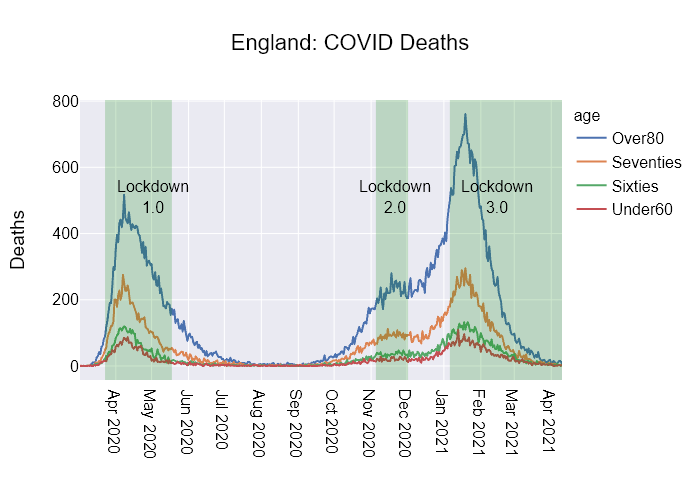 England: COVID Deaths
800
600
400
200
0
Deaths
Lockdown
1.0
Lockdown
2.0
Lockdown
3.0
age
Over80
Seventies
Sixties
Under60
Apr 2020
May 2020
Jun 2020
Jul 2020
Aug 2020
Sep 2020
Oct 2020
Nov 2020
Dec 2020
Jan 2021
Feb 2021
Mar 2021
Apr 2021